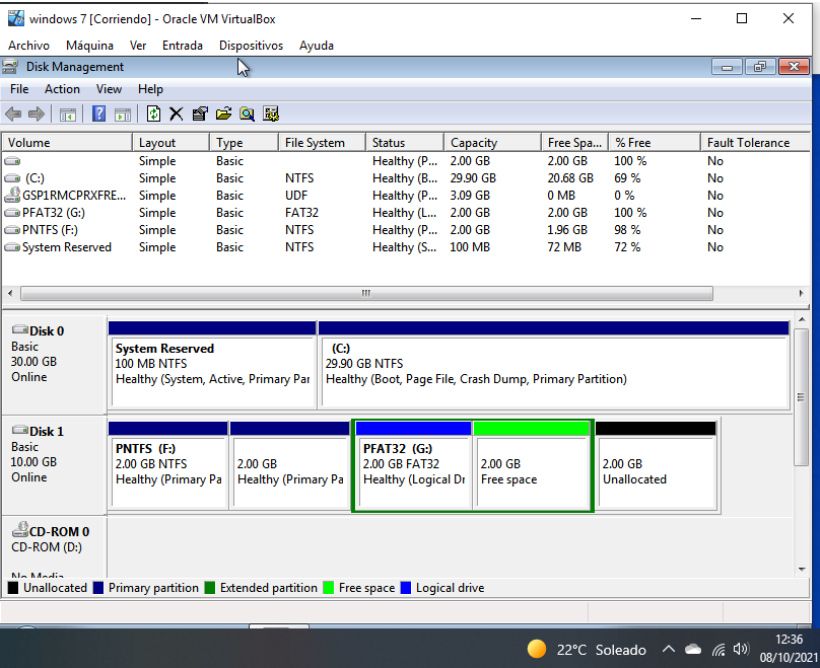 windows 7 [Corriendo] - Oracle VM VirtualBox
Archivo Máquina Ver Entrada Dispositivos Ayuda
Disk Management
File Action View Help
Volume Layout Type File System Status Capacity Free Spa... % Free Fault Tolerance
Simple Basic Healthy (P... 2.00 GB 2.00 GB 100 % No
(C:) Simple Basic NTFS Healthy (B... 29.90 GB 20.68 GB 69 % No
GSP1RMCPRXFRE... Simple Basic UDF Healthy (P... 3.09 GB 0 MB 0 % No
PFAT32 (G:) Simple Basic FAT32 Healthy (L... 2.00 GB 2.00 GB 100 % No
PNTFS (F:) Simple Basic NTFS Healthy (P... 2.00 GB 1.96 GB 98 % No
System Reserved Simple Basic NTFS Healthy (S... 100 MB 72 MB 72 % No
Disk 0
Basic
30.00 GB
Online
System Reserved
100 MB NTFS
Healthy (System, Active, Primary Par
(C:)
29.90 GB NTFS
Healthy (Boot, Page File, Crash Dump, Primary Partition)
Disk 1
Basic
10.00 GB
Online
PNTFS (F:)
2.00 GB NTFS
Healthy (Primary Pa
2.00 GB
Healthy (Primary Pa
PFAT32 (G:)
2.00 GB FAT32
Healthy (Logical Dr
2.00 GB
Free space
2.00 GB
Unallocated
CD-ROM 0
CD-ROM (D:)
No Media
Unallocated Primary partition Extended partition Free space Logical drive
22°C Soleado
12:36
08/10/2021